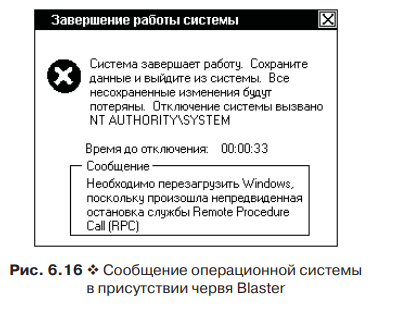 Завершение работы системы
Система завершает работу. Сохраните
данные и выйдите из системы. Все
несохраненные изменения будут
потеряны. Отключение системы вызвано
NT AUTHORITY\SYSTEM
Время до отключения: 00:00:33
Сообщение
Необходимо перезагрузить Windows,
поскольку произошла непредвиденная
остановка службы Remote Procedure
Call (RPC)
Рис. 6.16 ❖ Сообщение операционной системы
в присутствии червя Blaster